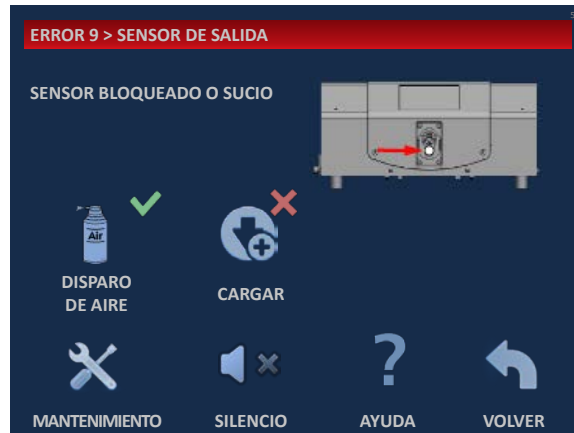 ERROR 9 > SENSOR DE SALIDA
SENSOR BLOQUEADO O SUCIO
Air
DISPARO
DE AIRE
CARGAR
MANTENIMIENTO
SILENCIO
AYUDA
VOLVER